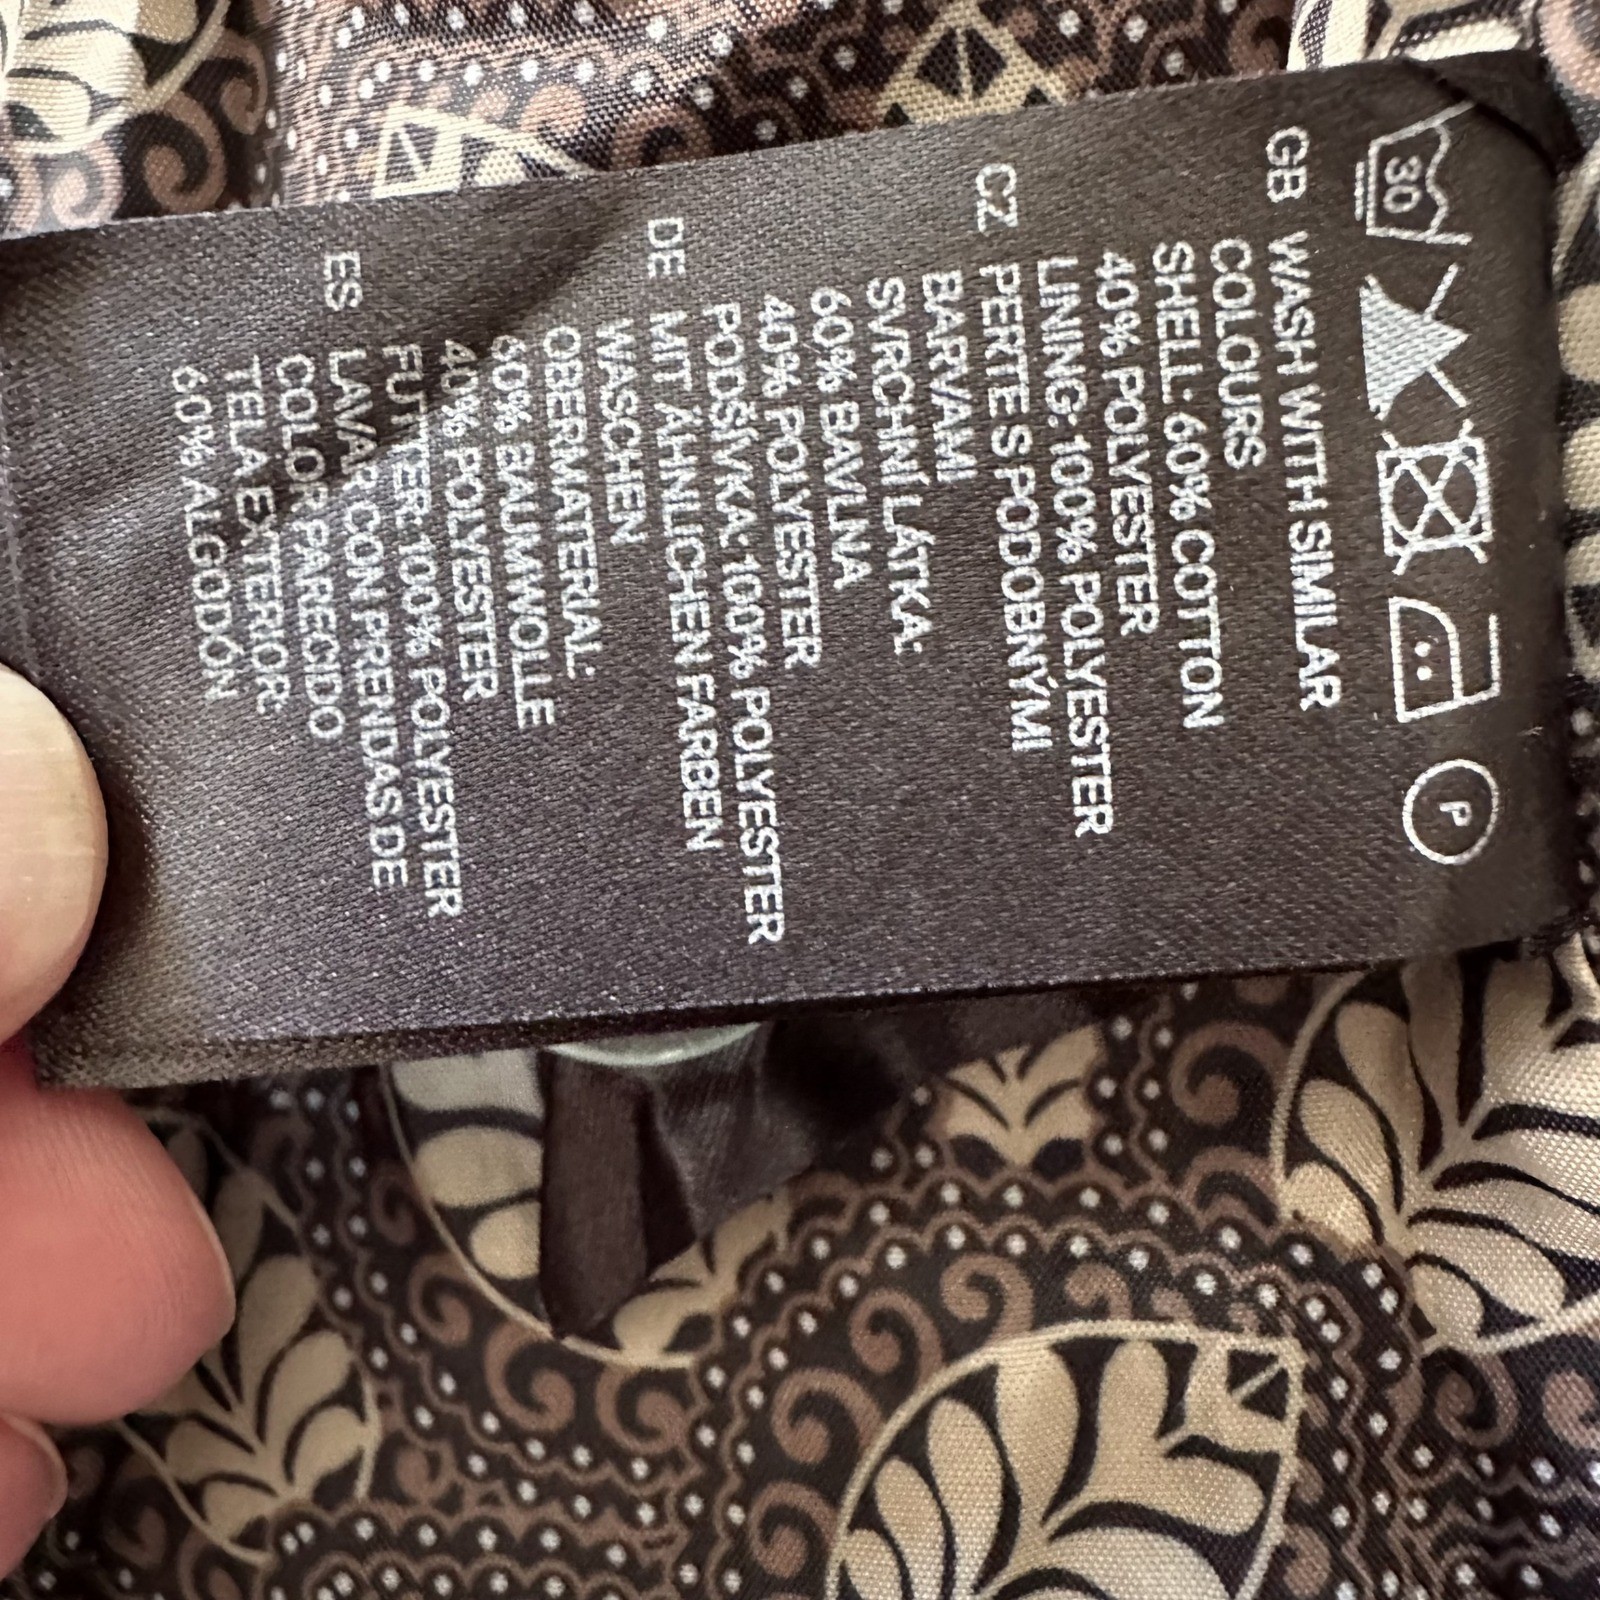 30 P
GB WASH WITH SIMILAR
COLOURS
SHELL: 60% COTTON
40% POLYESTER
LINING: 100% POLYESTER
CZ PERTE S PODOBNÝMI
BARVAMI
SVRCHNÍ LÁTKA:
60% BAVLNA
40% POLYESTER
PODŠÍVKA: 100% POLYESTER
DE MIT ÄHNLICHEN FARBEN
WASCHEN
OBERMATERIAL:
60% BAUMWOLLE
40% POLYESTER
FUTTER: 100% POLYESTER
ES LAVAR CON PRENDAS DE
COLOR PARECIDO
TELA EXTERIOR:
60% ALGODÓN